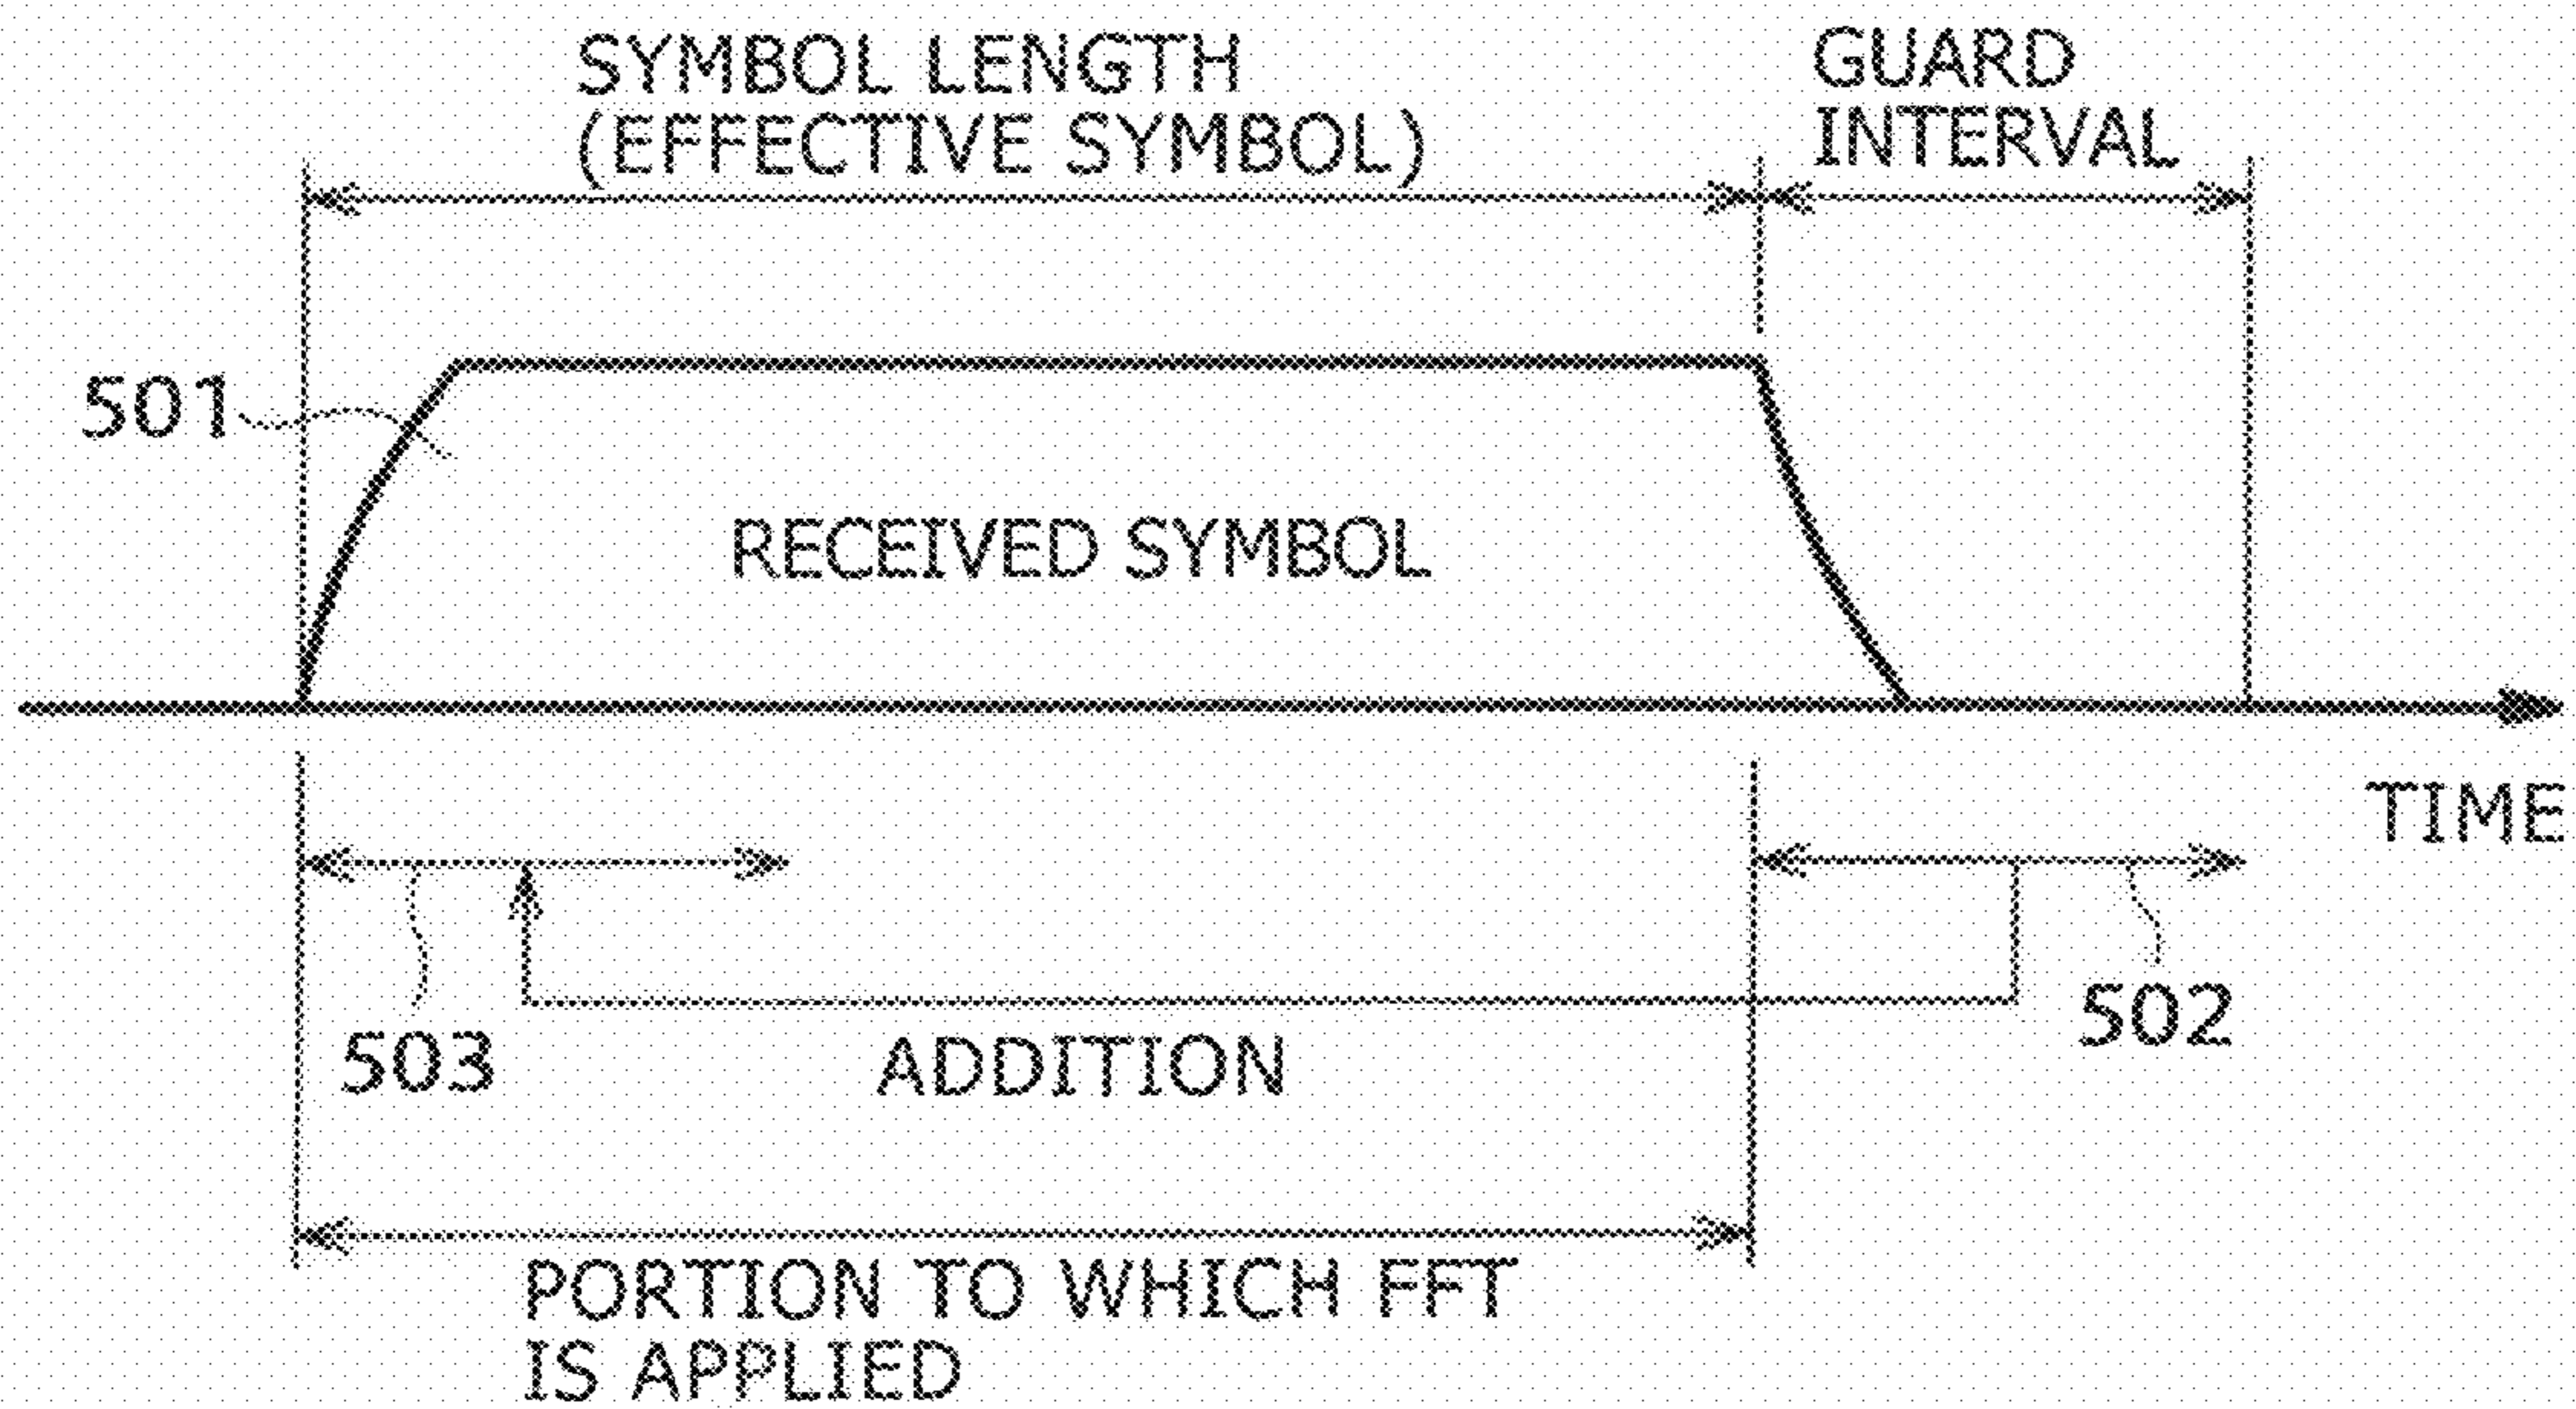 SYMBOL LENGTH
(EFFECTIVE SYMBOL)
GUARD
INTERVAL
501
RECEIVED SYMBOL
TIME
503
ADDITION
502
PORTION TO WHICH FFT
IS APPLIED